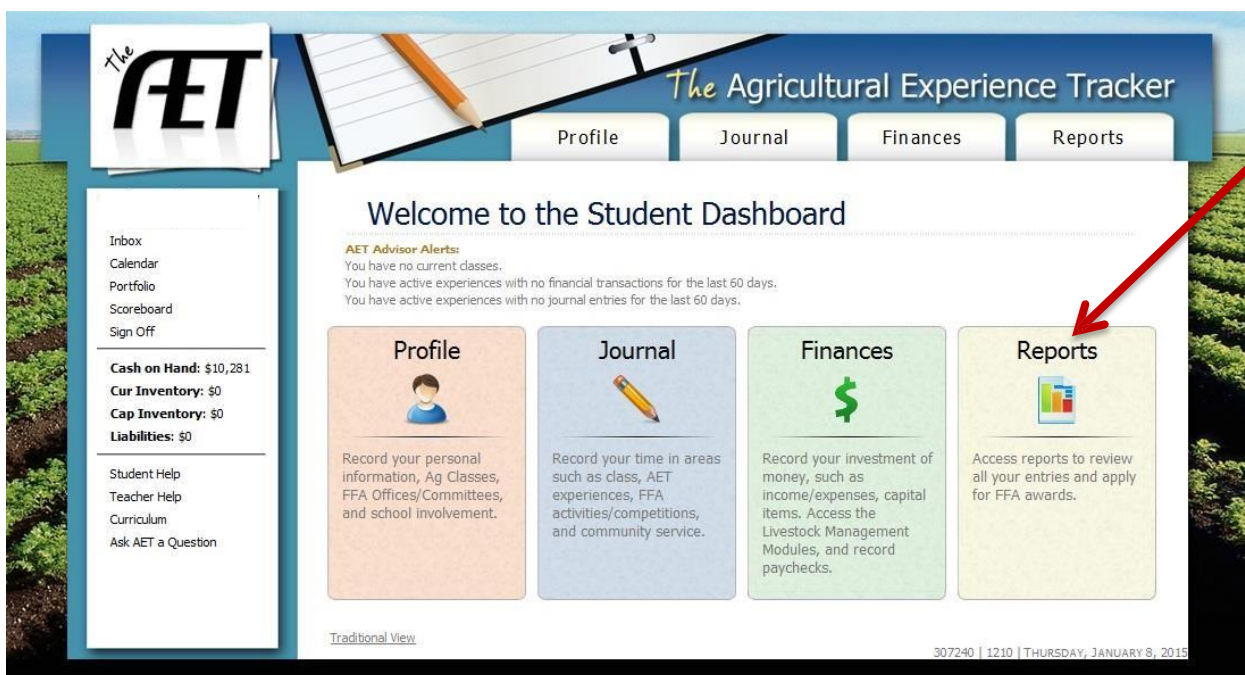 The
AET
The Agricultural Experience Tracker
Profile
Journal
Finances
Reports
Inbox
Calendar
Portfolio
Scoreboard
Sign Off
Cash on Hand: $10,281
Cur Inventory: $0
Cap Inventory: $0
Liabilities: $0
Student Help
Teacher Help
Curriculum
Ask AET a Question
Welcome to the Student Dashboard
AET Advisor Alerts:
You have no current classes.
You have active experiences with no financial transactions for the last 60 days.
You have active experiences with no journal entries for the last 60 days.
Profile
Record your personal
information, Ag Classes,
FFA Offices/Committees,
and school involvement.
Journal
Record your time in areas
such as class, AET
experiences, FFA
activities/competitions,
and community service.
Finances
$
Record your investment of
money, such as
income/expenses, capital
items. Access the
Livestock Management
Modules, and record
paychecks.
Reports
Access reports to review
all your entries and apply
for FFA awards.
Traditional View
307240 | 1210 | THURSDAY, JANUARY 8, 2015